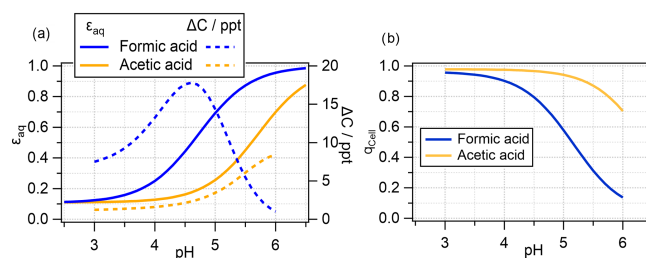 (a)
ε_aq ΔC / ppt
Formic acid
Acetic acid
1.0
0.8
0.6
0.4
0.2
0.0
ε_aq
20
15
10
5
0
ΔC / ppt
3 4 5 6
pH
(b)
1.0
0.8
0.6
0.4
0.2
0.0
q_Cell
Formic acid
Acetic acid
3 4 5 6
pH